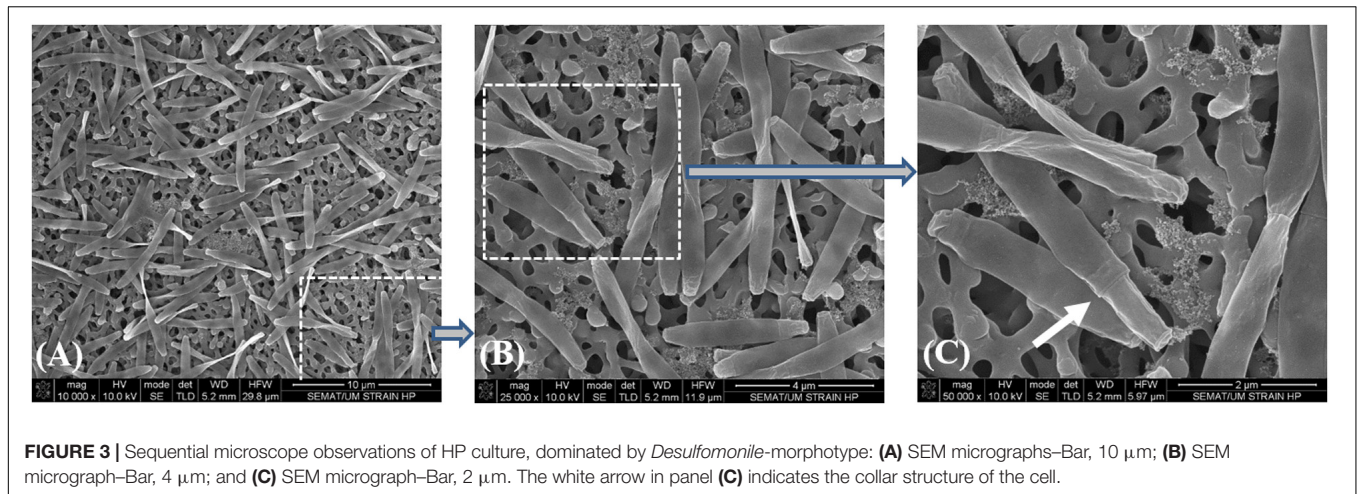 (A)
mag HV mode det WD HFW 10 µm
10 000 x 10.0 kV SE TLD 5.2 mm 29.8 µm SEMAT/UM STRAIN HP
(B)
mag HV mode det WD HFW 4 µm
25 000 x 10.0 kV SE TLD 5.2 mm 11.9 µm SEMAT/UM STRAIN HP
(C)
mag HV mode det WD HFW 2 µm
50 000 x 10.0 kV SE TLD 5.2 mm 5.97 µm SEMAT/UM STRAIN HP
FIGURE 3 | Sequential microscope observations of HP culture, dominated by Desulfomonile-morphotype: (A) SEM micrographs–Bar, 10 µm; (B) SEM
micrograph–Bar, 4 µm; and (C) SEM micrograph–Bar, 2 µm. The white arrow in panel (C) indicates the collar structure of the cell.